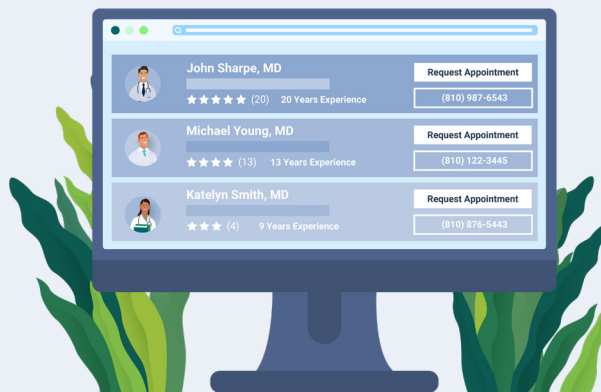 John Sharpe, MD
Request Appointment
(20) 20 Years Experience
(810) 987-6543
Michael Young, MD
Request Appointment
(13) 13 Years Experience
(810) 122-3445
Katelyn Smith, MD
Request Appointment
(4) 9 Years Experience
(810) 876-5443